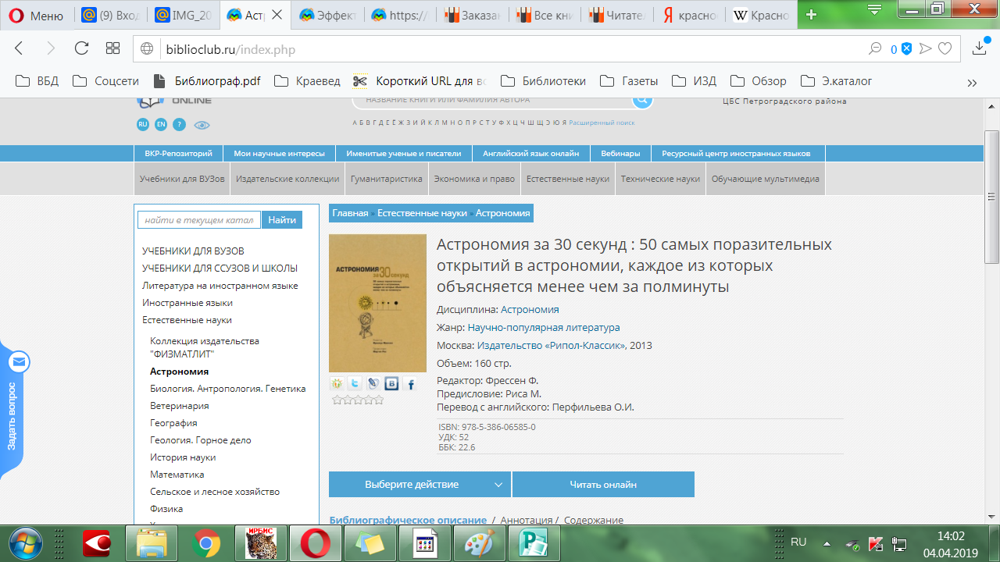 Меню
(9) Вход
IMG_20
Астр
Эффект
https://
Заказа
Все кни
Читате
красно
Красно
biblioclub.ru/index.php
0
ВБД
Соцсети
Библиограф.pdf
Краевед
Короткий URL для вс
Библиотеки
Газеты
ИЗД
Обзор
Э.каталог
ONLINE
НАЗВАНИЕ КНИГИ ИЛИ ФАМИЛИЯ АВТОРА
ЦБС Петроградского района
RU EN ?
А Б В Г Д Е Ё Ж З И Й К Л М Н О П Р С Т У Ф Х Ц Ч Ш Щ Э Ю Я Расширенный поиск
ВКР-Репозиторий
Мои научные интересы
Именитые ученые и писатели
Английский язык онлайн
Вебинары
Ресурсный центр иностранных языков
Учебники для ВУЗов
Издательские коллекции
Гуманитаристика
Экономика и право
Естественные науки
Технические науки
Обучающие мультимедиа
найти в текущем катал
Найти
УЧЕБНИКИ ДЛЯ ВУЗОВ
УЧЕБНИКИ ДЛЯ ССУЗОВ И ШКОЛЫ
Литература на иностранном языке
Иностранные языки
Естественные науки
Коллекция издательства
"ФИЗМАТЛИТ"
Астрономия
Биология. Антропология. Генетика
Ветеринария
География
Геология. Горное дело
История науки
Математика
Сельское и лесное хозяйство
Физика
Задать вопрос
Главная » Естественные науки » Астрономия
АСТРОНОМИЯ
за 30 секунд
Астрономия за 30 секунд : 50 самых поразительных
открытий в астрономии, каждое из которых
объясняется менее чем за полминуты
Дисциплина: Астрономия
Жанр: Научно-популярная литература
Москва: Издательство «Рипол-Классик», 2013
Объем: 160 стр.
Редактор: Фрессен Ф.
Предисловие: Риса М.
Перевод с английского: Перфильева О.И.
ISBN: 978-5-386-06585-0
УДК: 52
ББК: 22.6
Выберите действие
Читать онлайн
Библиографическое описание / Аннотация / Содержание
ИРБИС
RU
14:02
04.04.2019